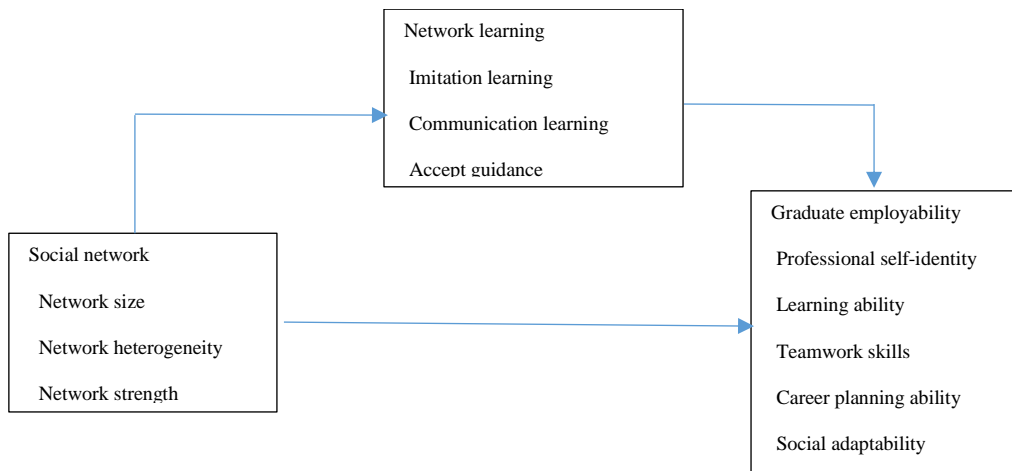 Network learning
Imitation learning
Communication learning
Accept guidance
Social network
Network size
Network heterogeneity
Network strength
Graduate employability
Professional self-identity
Learning ability
Teamwork skills
Career planning ability
Social adaptability